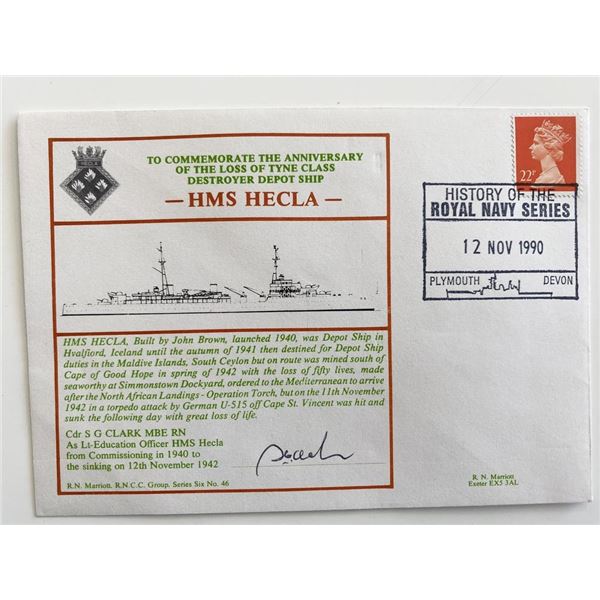 TO COMMEMORATE THE ANNIVERSARY
OF THE LOSS OF TYNE CLASS
DESTROYER DEPOT SHIP
— HMS HECLA —
HMS HECLA, Built by John Brown, launched 1940, was Depot Ship in
Hvalfiord, Iceland until the autumn of 1941 then destined for Depot Ship
duties in the Maldive Islands, South Ceylon but on route was mined south of
Cape of Good Hope in spring of 1942 with the loss of fifty lives, made
seaworthy at Simmonstown Dockyard, ordered to the Mediterranean to arrive
after the North African Landings - Operation Torch, but on the 11th November
1942 in a torpedo attack by German U-515 off Cape St. Vincent was hit and
sunk the following day with great loss of life.
Cdr S G CLARK MBE RN
As Lt-Education Officer HMS Hecla
from Commissioning in 1940 to
the sinking on 12th November 1942
R.N. Marriott. R.N.C.C. Group. Series Six No. 46
22P
HISTORY OF THE
ROYAL NAVY SERIES
12 NOV 1990
PLYMOUTH DEVON
R. N. Marriott
Exeter EX5 3AL